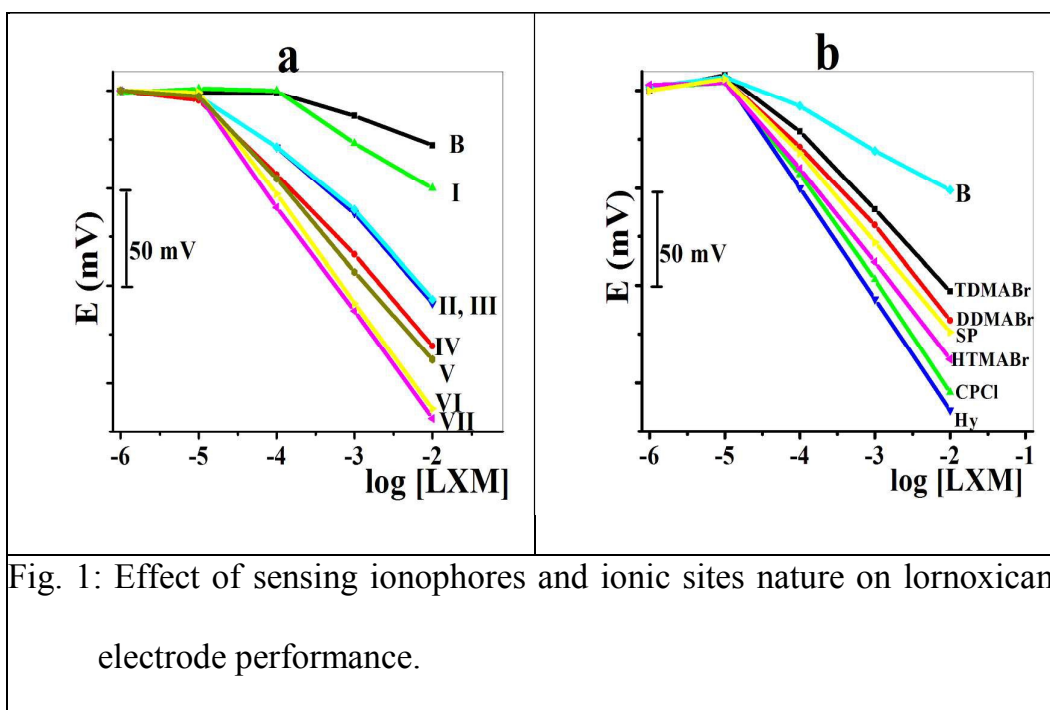 a
E (mV)
50 mV
B
I
II, III
IV
V
VI
VII
-6 -5 -4 -3 -2
log [LXM]
b
E (mV)
50 mV
B
TDMABr
DDMABr
SP
HTMABr
CPCl
Hy
-6 -5 -4 -3 -2 -1
log [LXM]
Fig. 1: Effect of sensing ionophores and ionic sites nature on lornoxican
electrode performance.